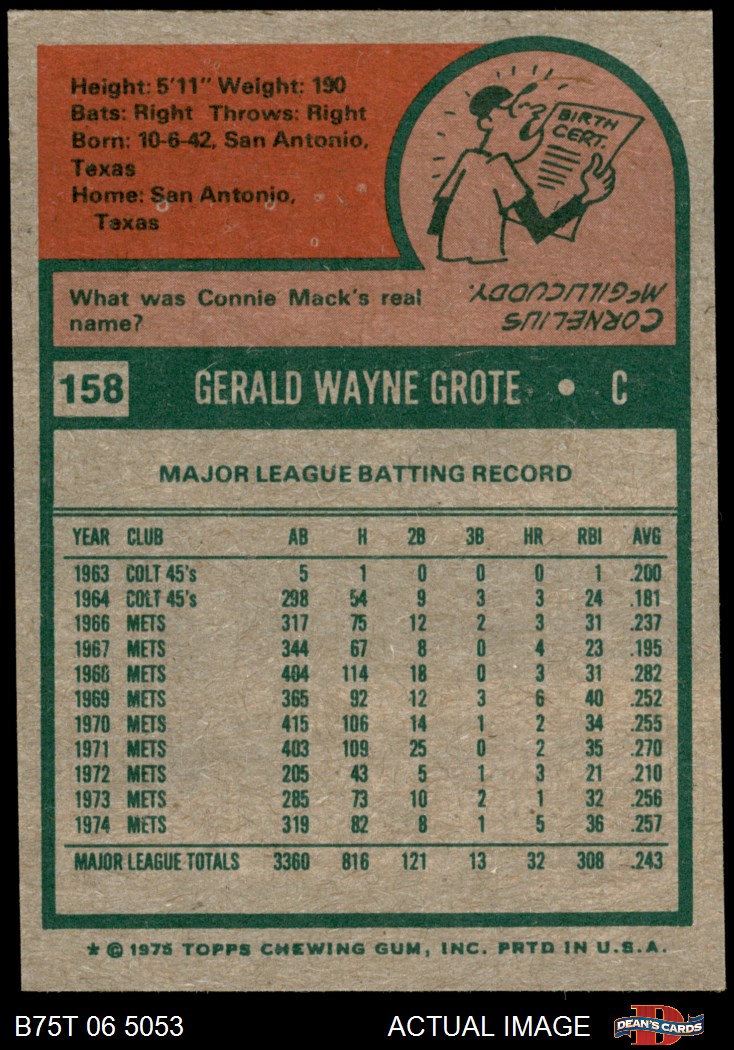 Height: 5'11" Weight: 190
Bats: Right Throws: Right
Born: 10-6-42, San Antonio,
Texas
Home: San Antonio,
Texas
BIRTH
CERT.
What was Connie Mack's real
name?
CORNELIUS
McGILLICUDDY.
158 GERALD WAYNE GROTE • C
MAJOR LEAGUE BATTING RECORD
YEAR CLUB AB H 2B 3B HR RBI AVG
1963 COLT 45's 5 1 0 0 0 1 .200
1964 COLT 45's 298 54 9 3 3 24 .181
1966 METS 317 75 12 2 3 31 .237
1967 METS 344 67 8 0 4 23 .195
1968 METS 404 114 18 0 3 31 .282
1969 METS 365 92 12 3 6 40 .252
1970 METS 415 106 14 1 2 34 .255
1971 METS 403 109 25 0 2 35 .270
1972 METS 205 43 5 1 3 21 .210
1973 METS 285 73 10 2 1 32 .256
1974 METS 319 82 8 1 5 36 .257
MAJOR LEAGUE TOTALS 3360 816 121 13 32 308 .243
* © 1975 TOPPS CHEWING GUM, INC. PRTD IN U.S.A.
B75T 06 5053 ACTUAL IMAGE D DEAN'S CARDS